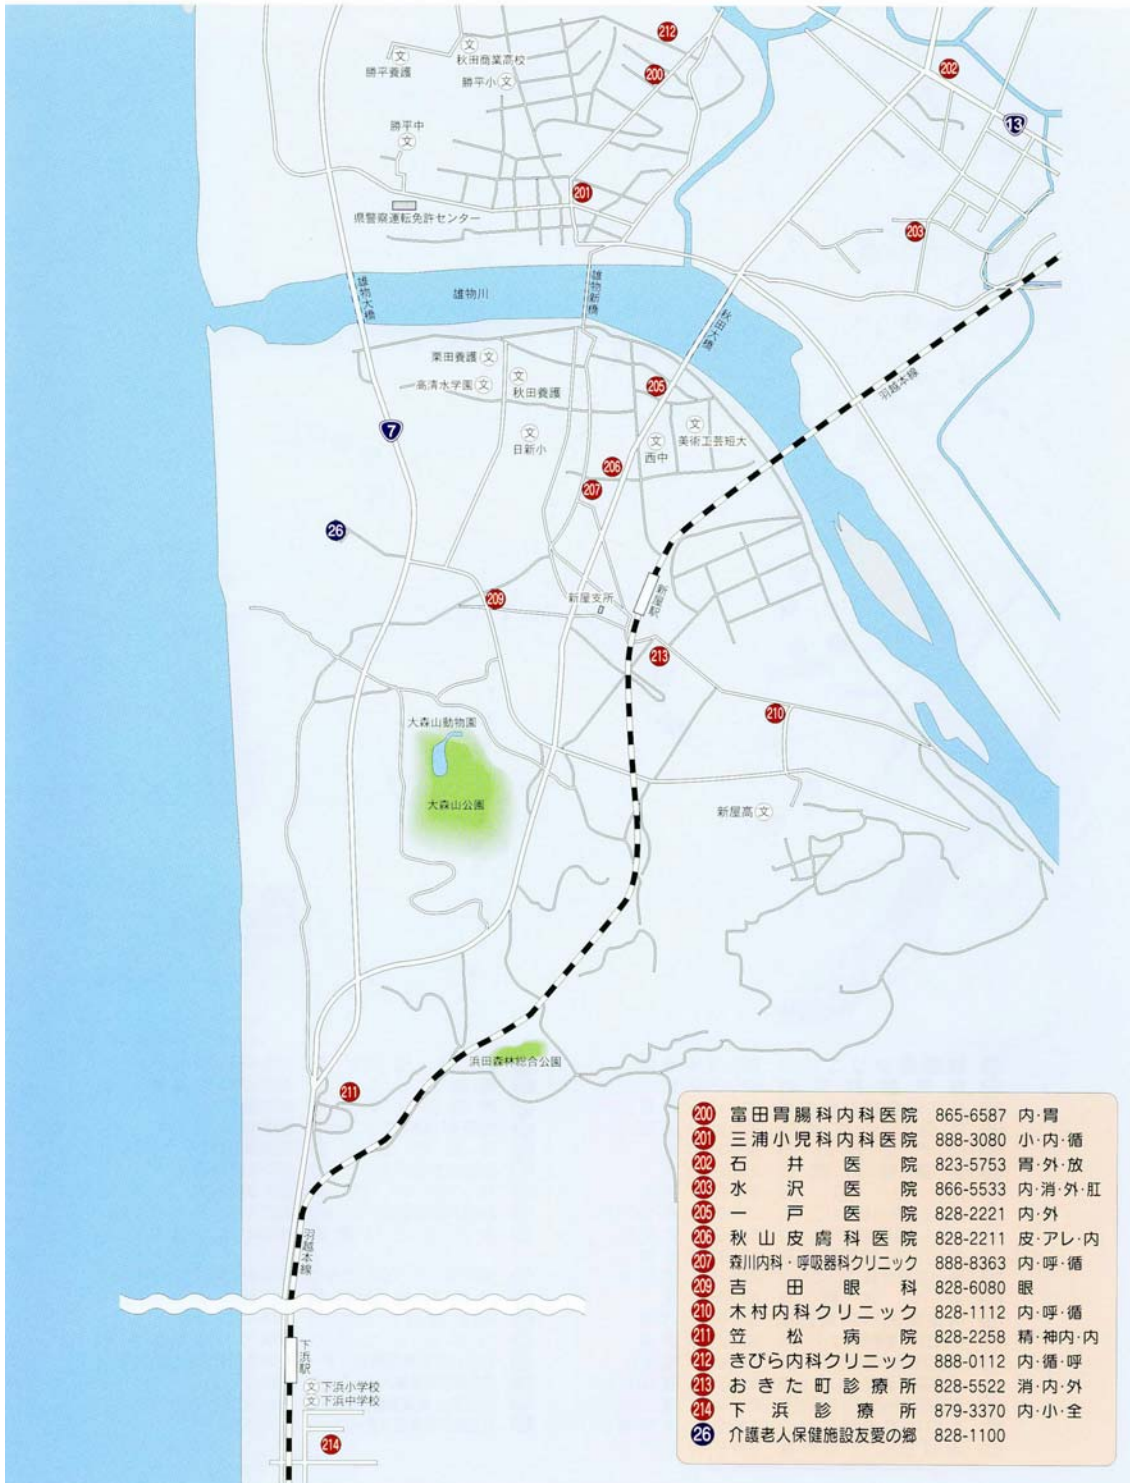 212
文
文
秋田商業高校
勝平養護
勝平小 文
200
202
13
勝平中
文
201
県警察運転免許センター
203
雄物大橋
雄物川
雄物新橋
秋田大橋
栗田養護 文
高清水学園 文
文
秋田養護
205
羽越本線
7
文
日新小
文
西中
文
美術工芸短大
206
207
26
209
新屋支所
新屋駅
213
210
大森山動物園
大森山公園
新屋高 文
浜田森林総合公園
211
羽越本線
下浜駅
文 下浜小学校
文 下浜中学校
214
200 富田胃腸科内科医院 865-6587 内・胃
201 三浦小児科内科医院 888-3080 小・内・循
202 石井医院 823-5753 胃・外・放
203 水沢医院 866-5533 内・消・外・肛
205 一戸医院 828-2221 内・外
206 秋山皮膚科医院 828-2211 皮・アレ・内
207 森川内科・呼吸器科クリニック 888-8363 内・呼・循
209 吉田眼科 828-6080 眼
210 木村内科クリニック 828-1112 内・呼・循
211 笠松病院 828-2258 精・神内・内
212 きびら内科クリニック 888-0112 内・循・呼
213 おきた町診療所 828-5522 消・内・外
214 下浜診療所 879-3370 内・小・全
26 介護老人保健施設友愛の郷 828-1100